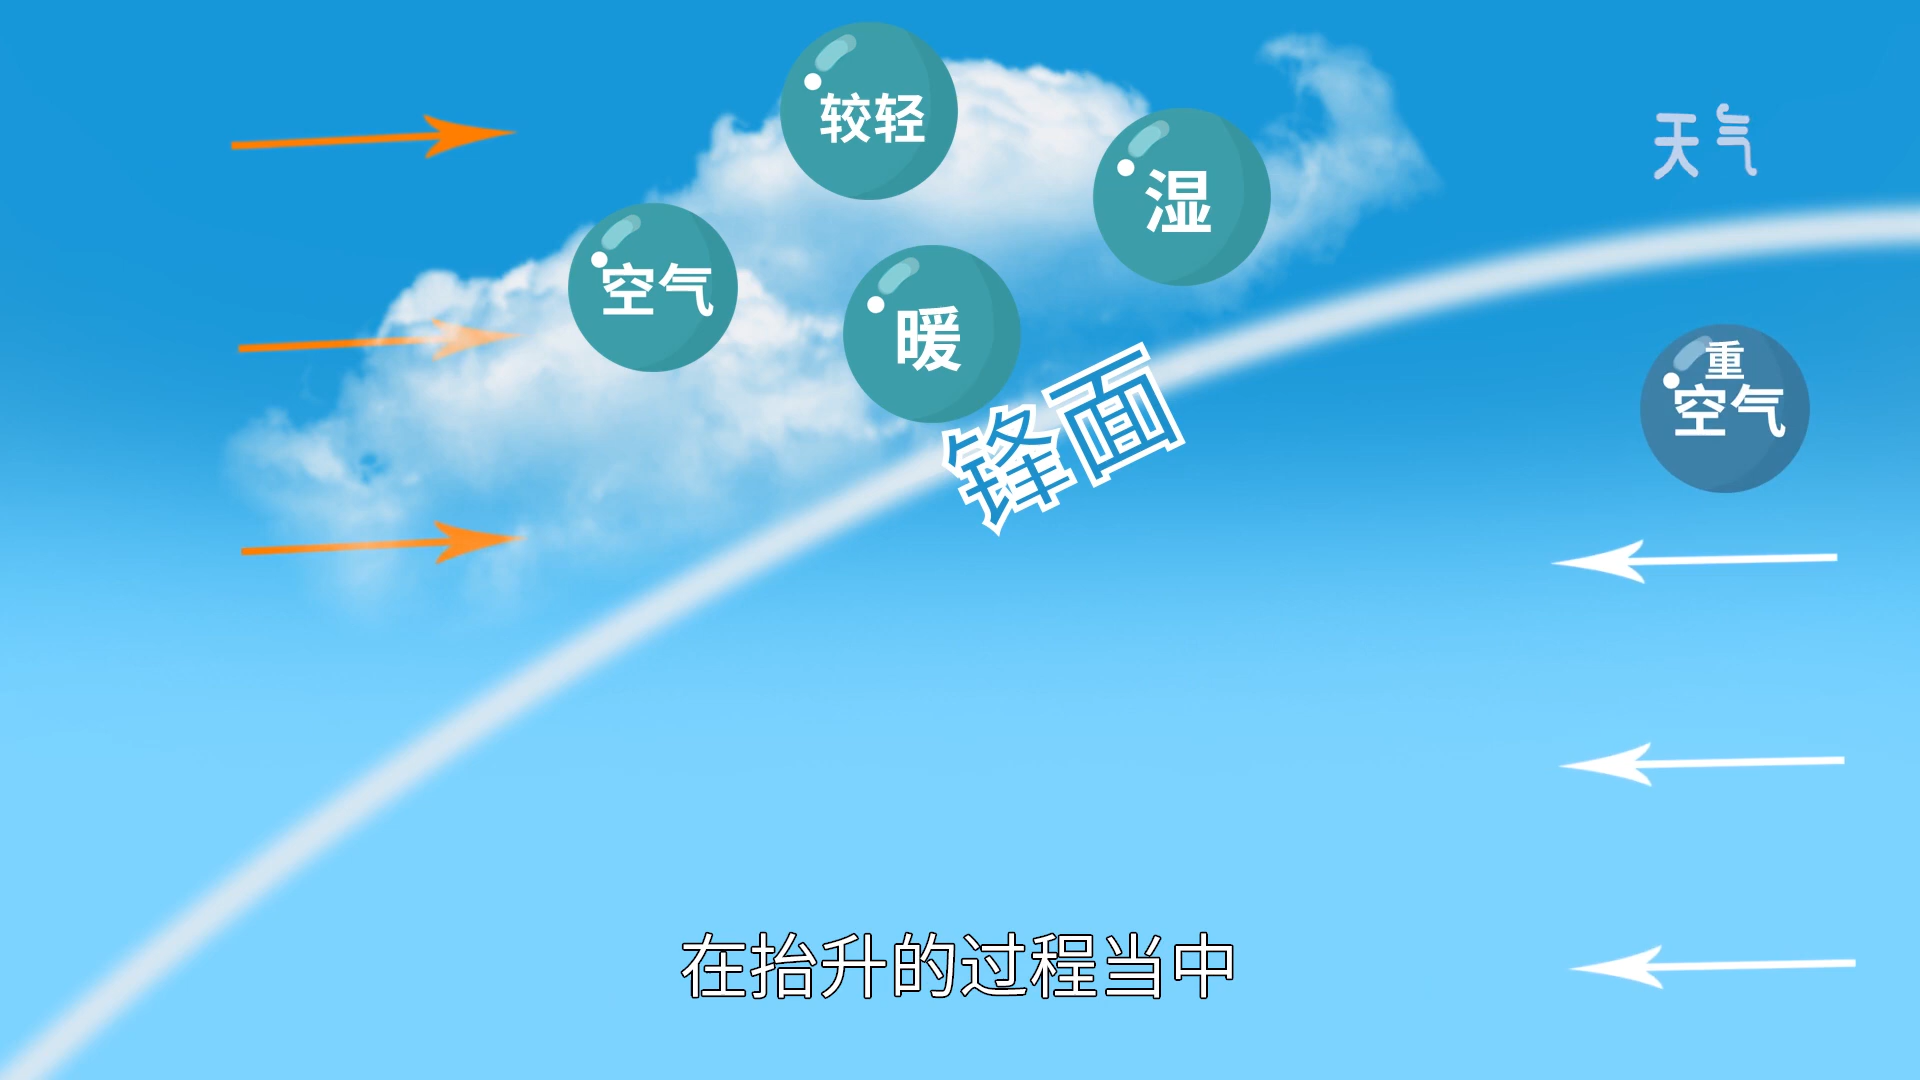 较轻
天气
湿
空气
暖
重
空气
锋面
在抬升的过程当中